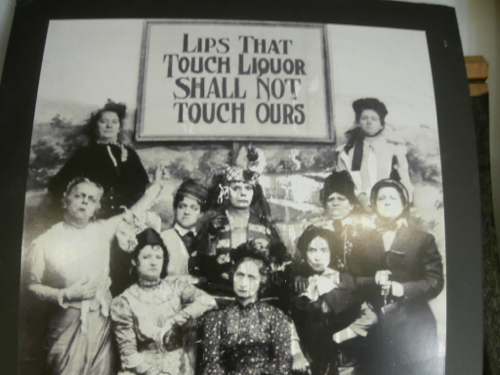 LIPS THAT
TOUCH LIQUOR
SHALL NOT
TOUCH OURS